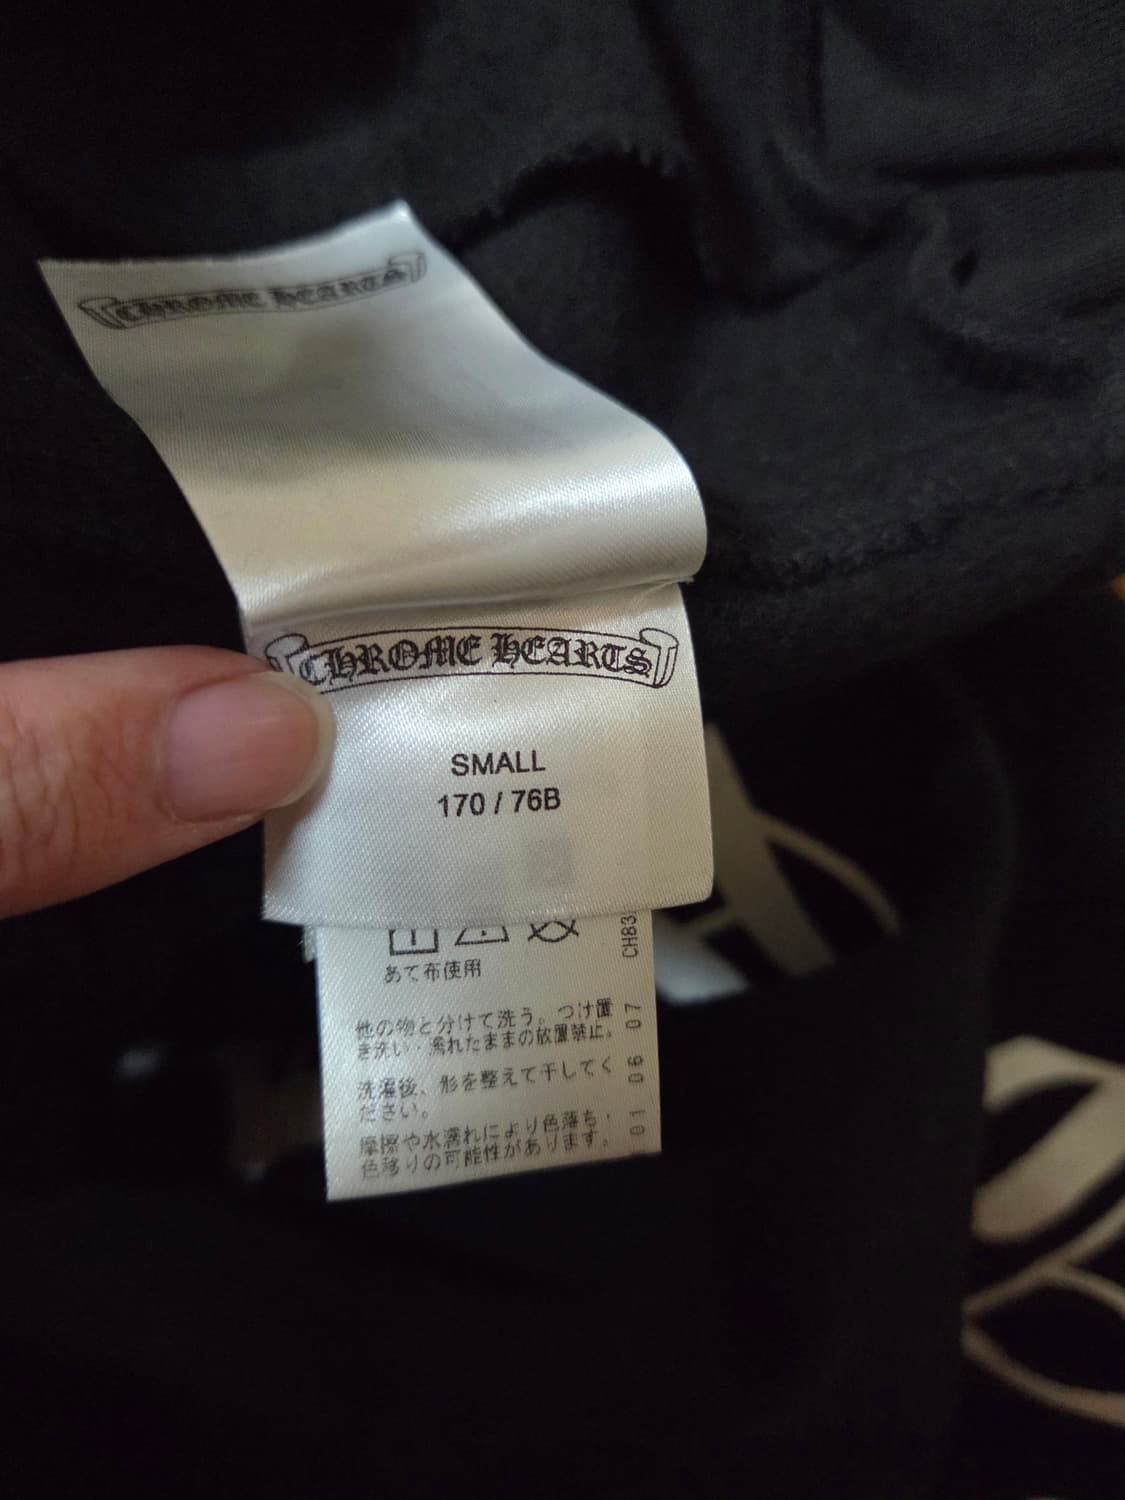 CHROME HEARTS
CHROME HEARTS
SMALL
170 / 76B
あて布使用
他の物と分けて洗う。つけ置
き洗い・濡れたままの放置禁止。
洗濯後、形を整えて干してく
ださい。
摩擦や水濡れにより色落ち・
色移りの可能性があります。
CH83
07
06
01